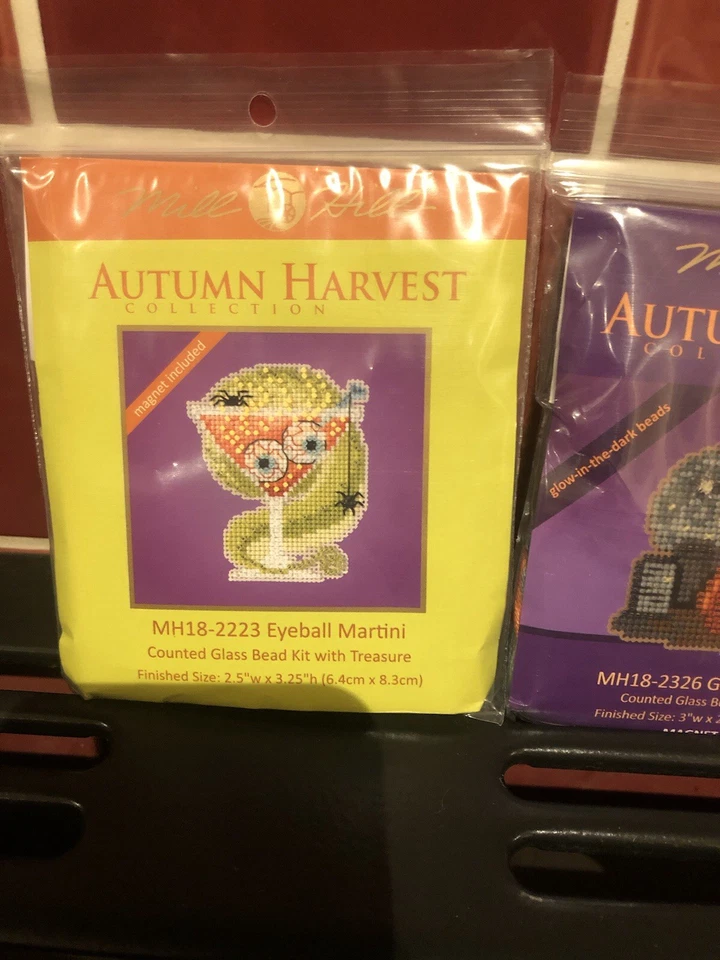 Mill Hill
AUTUMN HARVEST
COLLECTION
magnet included
MH18-2223 Eyeball Martini
Counted Glass Bead Kit with Treasure
Finished Size: 2.5"w x 3.25"h (6.4cm x 8.3cm)
AUTU
COL
glow-in-the-dark beads
MH18-2326 G
Counted Glass B
Finished Size: 3"w x
MAGNET